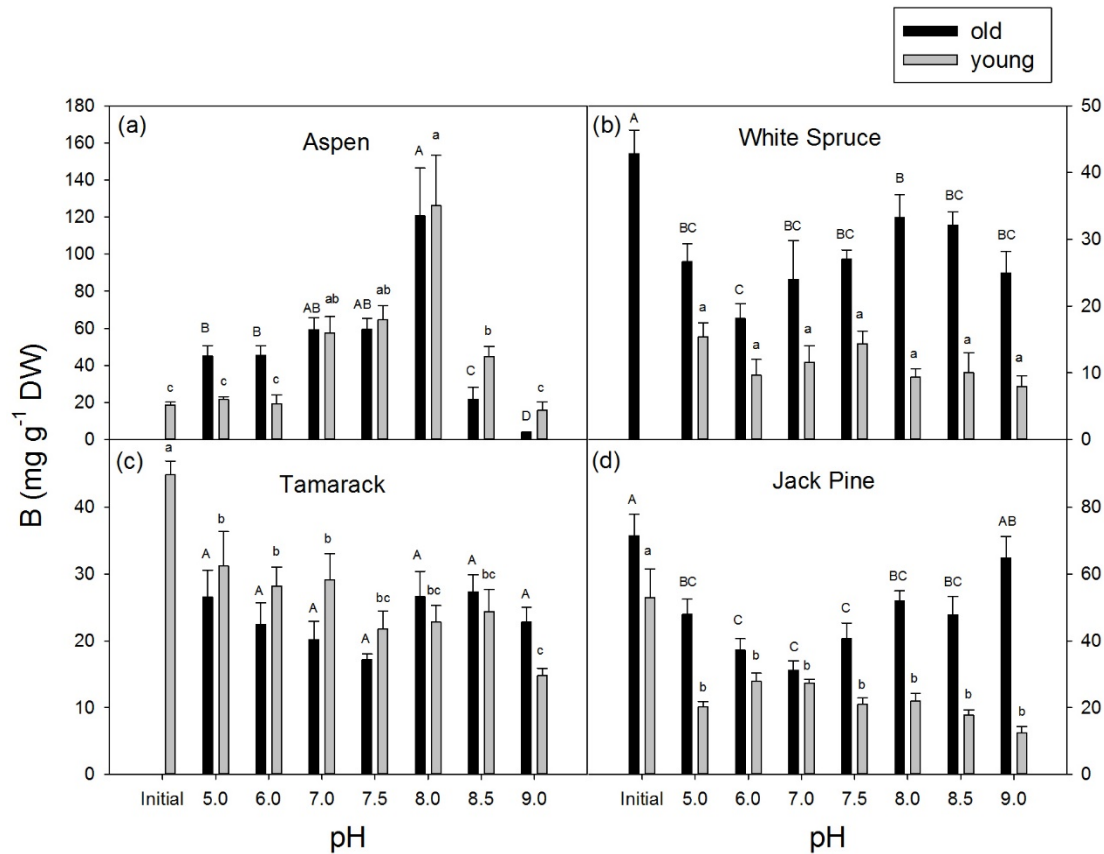 old
young
(a)
Aspen
180
160
140
120
100
80
60
40
20
0
c
B
c
B
c
AB
ab
AB
ab
A
a
C
b
D
c
(b)
White Spruce
50
40
30
20
10
0
A
BC
a
C
a
BC
a
BC
a
B
a
BC
a
BC
a
B (mg g⁻¹ DW)
(c)
Tamarack
40
30
20
10
0
a
A
b
A
b
A
b
A
bc
A
bc
A
bc
A
c
Initial 5.0 6.0 7.0 7.5 8.0 8.5 9.0
pH
(d)
Jack Pine
80
60
40
20
0
A
a
BC
b
C
b
C
b
C
b
BC
b
BC
b
AB
b
Initial 5.0 6.0 7.0 7.5 8.0 8.5 9.0
pH